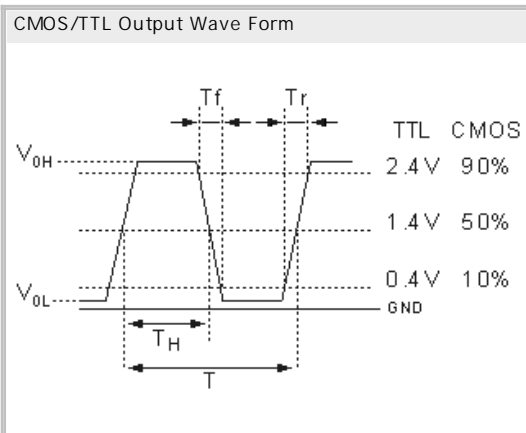 CMOS/TTL Output Wave Form
Tf Tr
TTL CMOS
V0H 2.4V 90%
1.4V 50%
0.4V 10%
V0L GND
TH
T